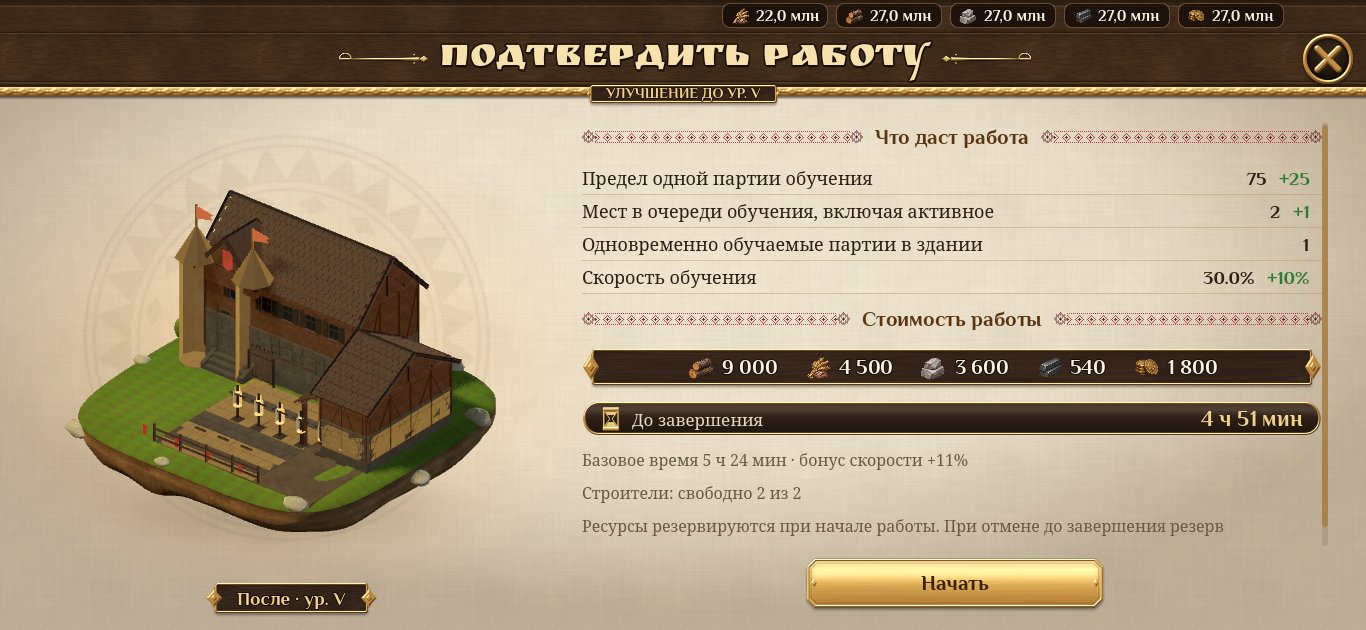 22,0 млн 27,0 млн 27,0 млн 27,0 млн 27,0 млн
ПОДТВЕРДИТЬ РАБОТУ
УЛУЧШЕНИЕ ДО УР. V
Что даст работа
Предел одной партии обучения 75 +25
Мест в очереди обучения, включая активное 2 +1
Одновременно обучаемые партии в здании 1
Скорость обучения 30.0% +10%
Стоимость работы
9 000 4 500 3 600 540 1 800
До завершения 4 ч 51 мин
Базовое время 5 ч 24 мин · бонус скорости +11%
Строители: свободно 2 из 2
Ресурсы резервируются при начале работы. При отмене до завершения резерв
Начать
После · ур. V